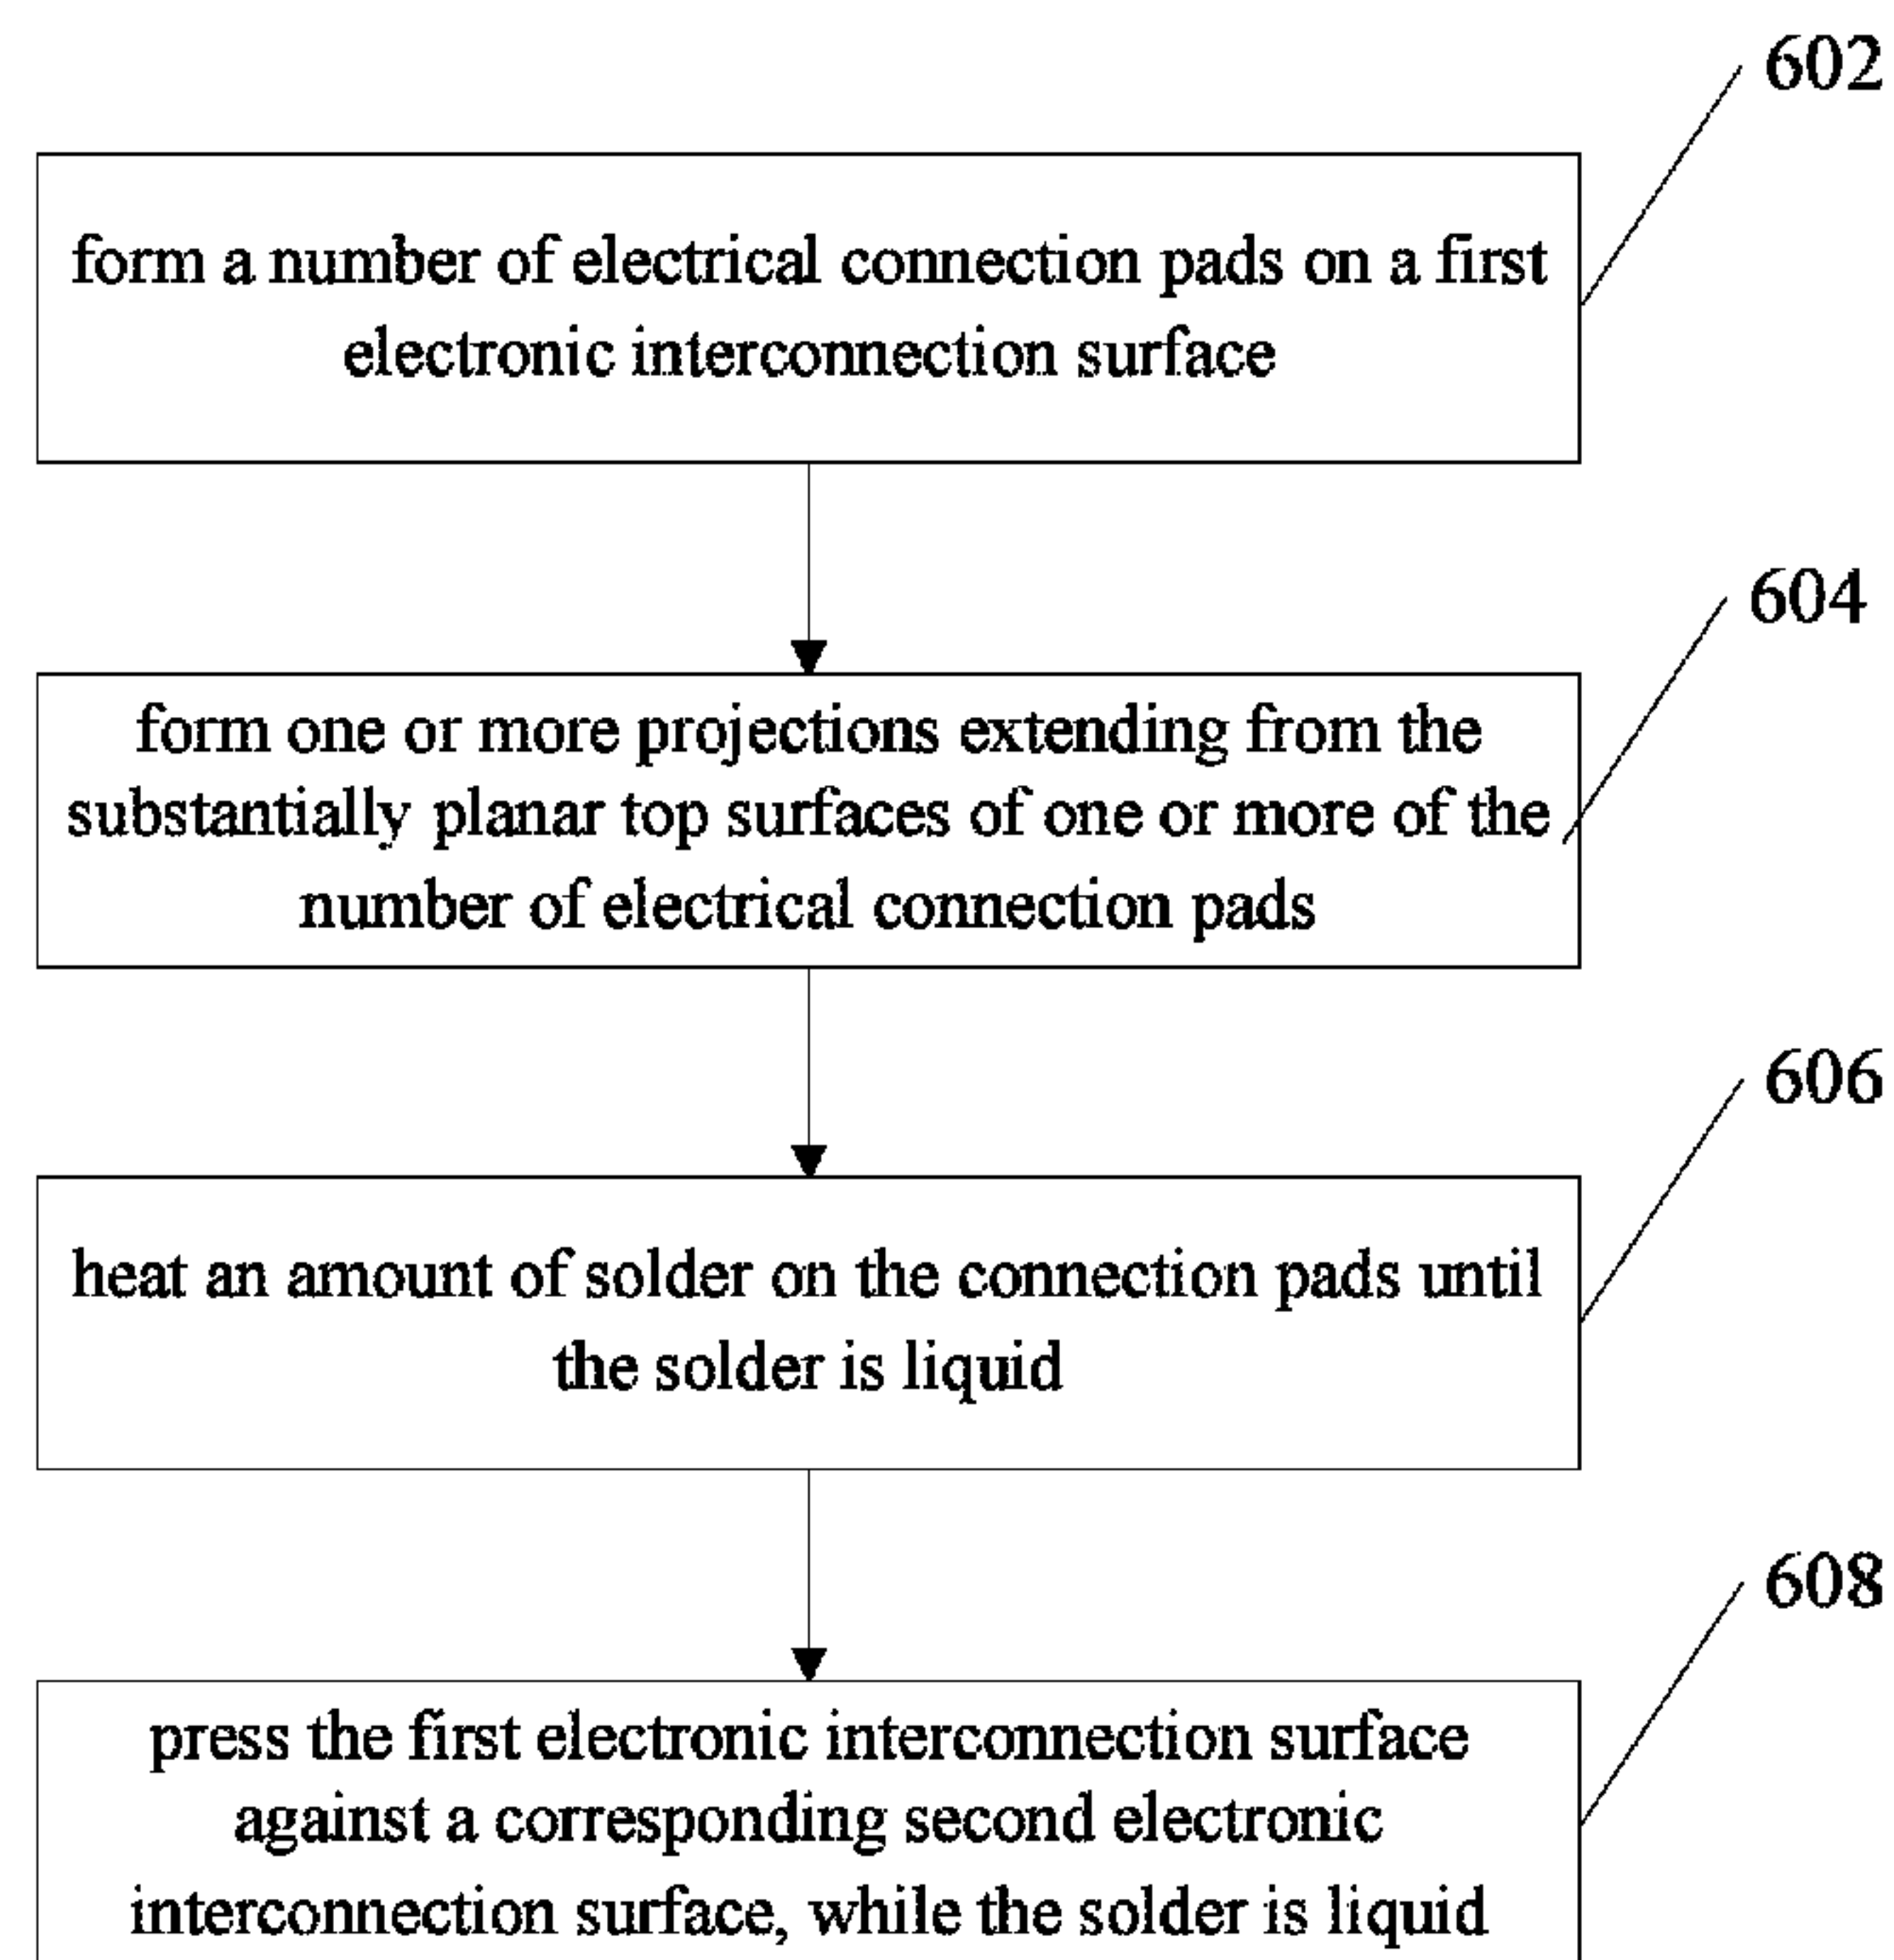 602
form a number of electrical connection pads on a first
electronic interconnection surface
604
form one or more projections extending from the
substantially planar top surfaces of one or more of the
number of electrical connection pads
606
heat an amount of solder on the connection pads until
the solder is liquid
608
press the first electronic interconnection surface
against a corresponding second electronic
interconnection surface, while the solder is liquid